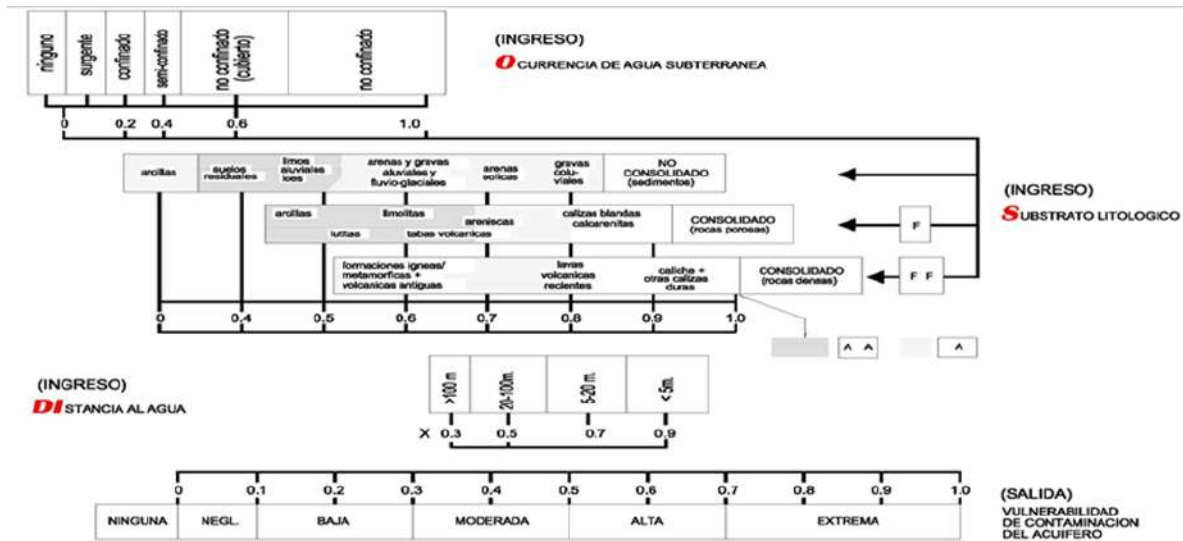 ninguno
surgente
confinado
semi-confinado
no confinado
(cubierto)
no confinado
(INGRESO)
OCURRENCIA DE AGUA SUBTERRANEA
0 0.2 0.4 0.6 1.0
arcillas
suelos
residuales
limos
aluviales
loes
arenas y gravas
aluviales y
fluvio-glaciales
arenas
eolicas
gravas
colu-
viales
NO
CONSOLIDADO
(sedimentos)
(INGRESO)
SUBSTRATO LITOLOGICO
arcillas
lutitas
limolitas
tabas volcanicas
areniscas
calizas blandas
calcarenitas
CONSOLIDADO
(rocas porosas)
F
formaciones igneas/
metamorficas +
volcanicas antiguas
lavas
volcanicas
recientes
caliche +
otras calizas
duras
CONSOLIDADO
(rocas densas)
F F
0 0.4 0.5 0.6 0.7 0.8 0.9 1.0
A A
A
(INGRESO)
DISTANCIA AL AGUA
>100 m
20-100m.
5-20 m.
< 5m.
X 0.3 0.5 0.7 0.9
0 0.1 0.2 0.3 0.4 0.5 0.6 0.7 0.8 0.9 1.0
NINGUNA NEGL. BAJA MODERADA ALTA EXTREMA
(SALIDA)
VULNERABILIDAD
DE CONTAMINACION
DEL ACUIFERO